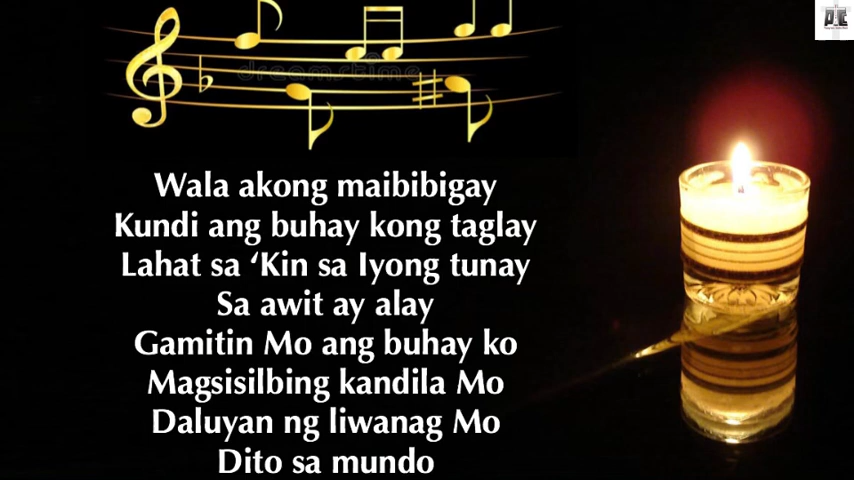 dreamstime
Wala akong maibibigay
Kundi ang buhay kong taglay
Lahat sa ‘Kin sa Iyong tunay
Sa awit ay alay
Gamitin Mo ang buhay ko
Magsisilbing kandila Mo
Daluyan ng liwanag Mo
Dito sa mundo